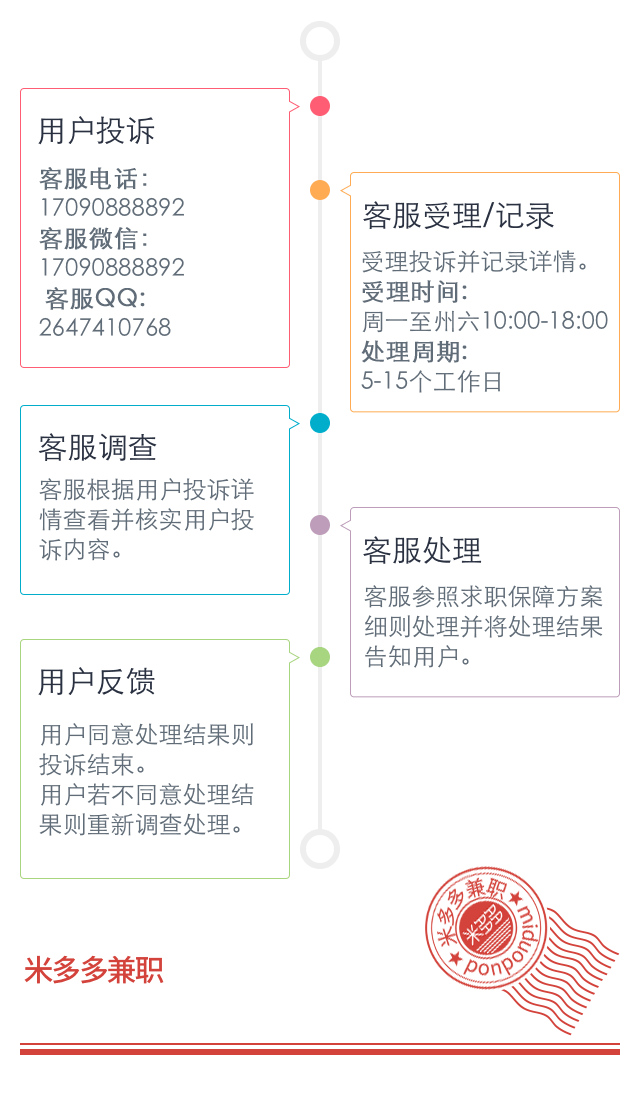 用户投诉
客服电话：
17090888892
客服微信：
17090888892
客服QQ：
2647410768
客服受理/记录
受理投诉并记录详情。
受理时间：
周一至州六10:00-18:00
处理周期：
5-15个工作日
客服调查
客服根据用户投诉详
情查看并核实用户投
诉内容。
客服处理
客服参照求职保障方案
细则处理并将处理结果
告知用户。
用户反馈
用户同意处理结果则
投诉结束。
用户若不同意处理结
果则重新调查处理。
米多多兼职
米多多兼职
米多多